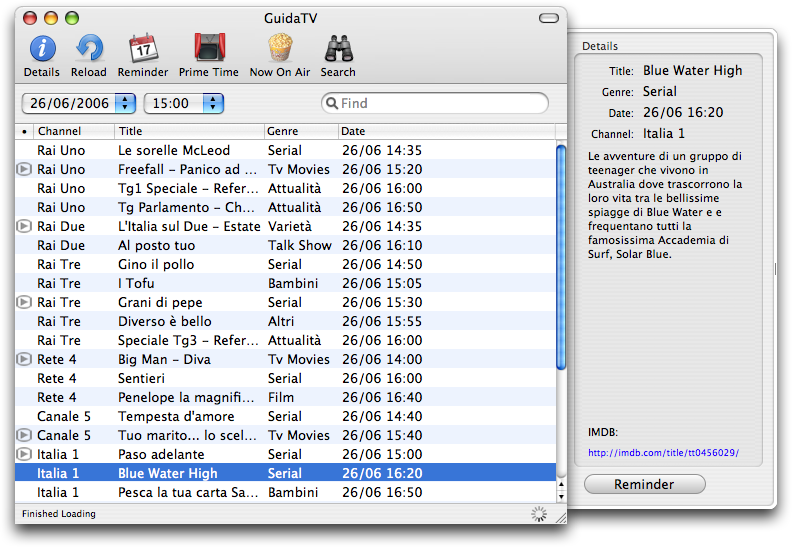 GuidaTV
17
Details Reload Reminder Prime Time Now On Air Search
26/06/2006 15:00 Find
• Channel Title Genre Date
Rai Uno Le sorelle McLeod Serial 26/06 14:35
Rai Uno Freefall – Panico ad ... Tv Movies 26/06 15:20
Rai Uno Tg1 Speciale – Refer... Attualità 26/06 16:00
Rai Uno Tg Parlamento – Ch... Attualità 26/06 16:50
Rai Due L'Italia sul Due – Estate Varietà 26/06 14:35
Rai Due Al posto tuo Talk Show 26/06 16:10
Rai Tre Gino il pollo Serial 26/06 14:50
Rai Tre I Tofu Bambini 26/06 15:05
Rai Tre Grani di pepe Serial 26/06 15:30
Rai Tre Diverso è bello Altri 26/06 15:55
Rai Tre Speciale Tg3 – Refer... Attualità 26/06 16:00
Rete 4 Big Man – Diva Tv Movies 26/06 14:40
Rete 4 Sentieri Serial 26/06 16:00
Rete 4 Penelope la magnifi... Film 26/06 16:40
Canale 5 Tempesta d'amore Serial 26/06 14:40
Canale 5 Tuo marito... lo scel... Tv Movies 26/06 15:40
Italia 1 Paso adelante Serial 26/06 15:00
Italia 1 Blue Water High Serial 26/06 16:20
Italia 1 Pesca la tua carta Sa... Bambini 26/06 16:50
Finished Loading
Details
Title: Blue Water High
Genre: Serial
Date: 26/06 16:20
Channel: Italia 1
Le avventure di un gruppo di
teenager che vivono in
Australia dove trascorrono la
loro vita tra le bellissime
spiagge di Blue Water e e
frequentano tutti la
famosissima Accademia di
Surf, Solar Blue.
IMDB:
http://imdb.com/title/tt0456029/
Reminder